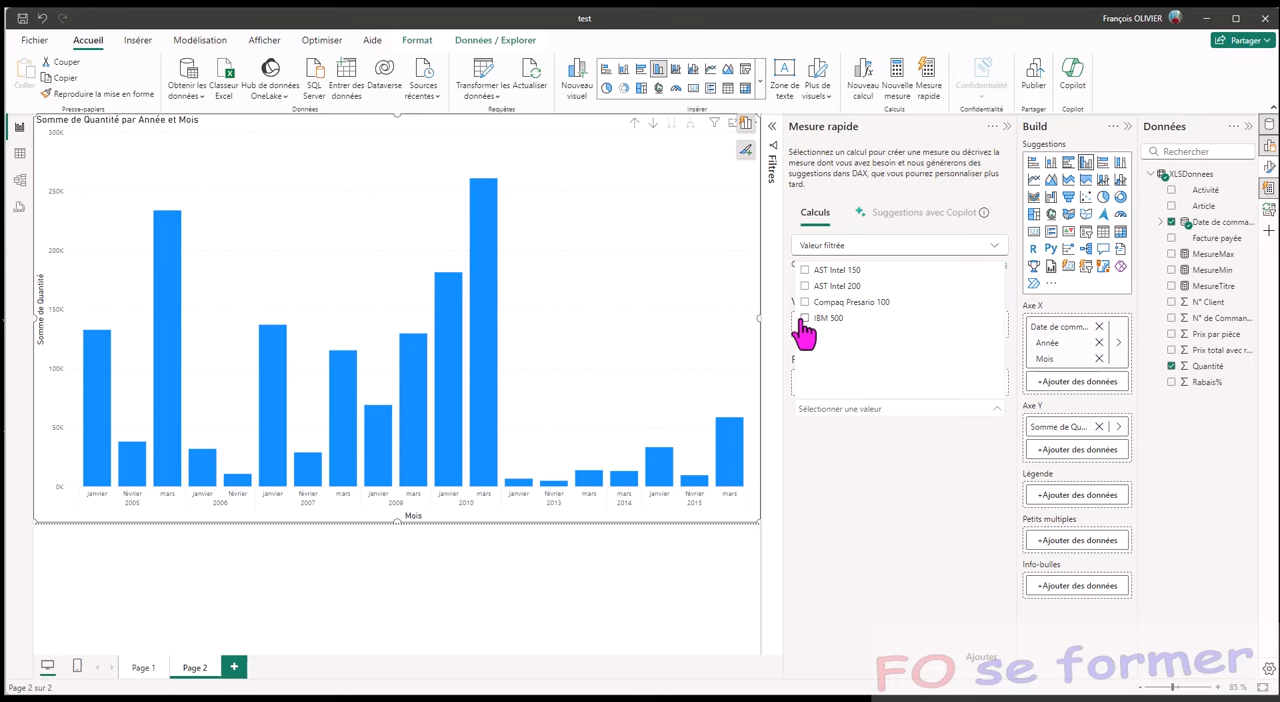 test
François OLIVIER
Fichier
Accueil
Insérer
Modélisation
Afficher
Optimiser
Aide
Format
Données / Explorer
Partager
Coller
Couper
Copier
Reproduire la mise en forme
Presse-papiers
Obtenir les données
Classeur Excel
Hub de données OneLake
SQL Server
Entrer des données
Dataverse
Sources récentes
Données
Transformer les données
Actualiser
Requêtes
Nouveau visuel
Zone de texte
Plus de visuels
Insérer
Nouveau calcul
Nouvelle mesure
Mesure rapide
Calculs
Confidentialité
Confidentialité
Publier
Partager
Copilot
Copilot
Somme de Quantité par Année et Mois
300K
250K
200K
150K
100K
50K
0K
Somme de Quantité
janvier février mars janvier février janvier février mars janvier mars janvier mars janvier février mars mars janvier février mars
2005 2006 2007 2009 2010 2013 2014 2015
Mois
Filtres
Mesure rapide
Sélectionnez un calcul pour créer une mesure ou décrivez la
mesure dont vous avez besoin et nous générerons des
suggestions dans DAX, que vous pourrez personnaliser plus
tard.
Calculs
Suggestions avec Copilot
Valeur filtrée
AST Intel 150
AST Intel 200
Compaq Presario 100
IBM 500
Sélectionner une valeur
Ajouter
Build
Suggestions
R
Py
Axe X
Date de comm...
Année
Mois
+Ajouter des données
Axe Y
Somme de Qu...
+Ajouter des données
Légende
+Ajouter des données
Petits multiples
+Ajouter des données
Info-bulles
+Ajouter des données
Données
Rechercher
XLSDonnees
Activité
Article
Date de comma...
Facture payée
MesureMax
MesureMin
MesureTitre
N° Client
N° de Comman...
Prix par pièce
Prix total avec r...
Quantité
Rabais%
Page 1
Page 2
Page 2 sur 2
85 %
FO se former